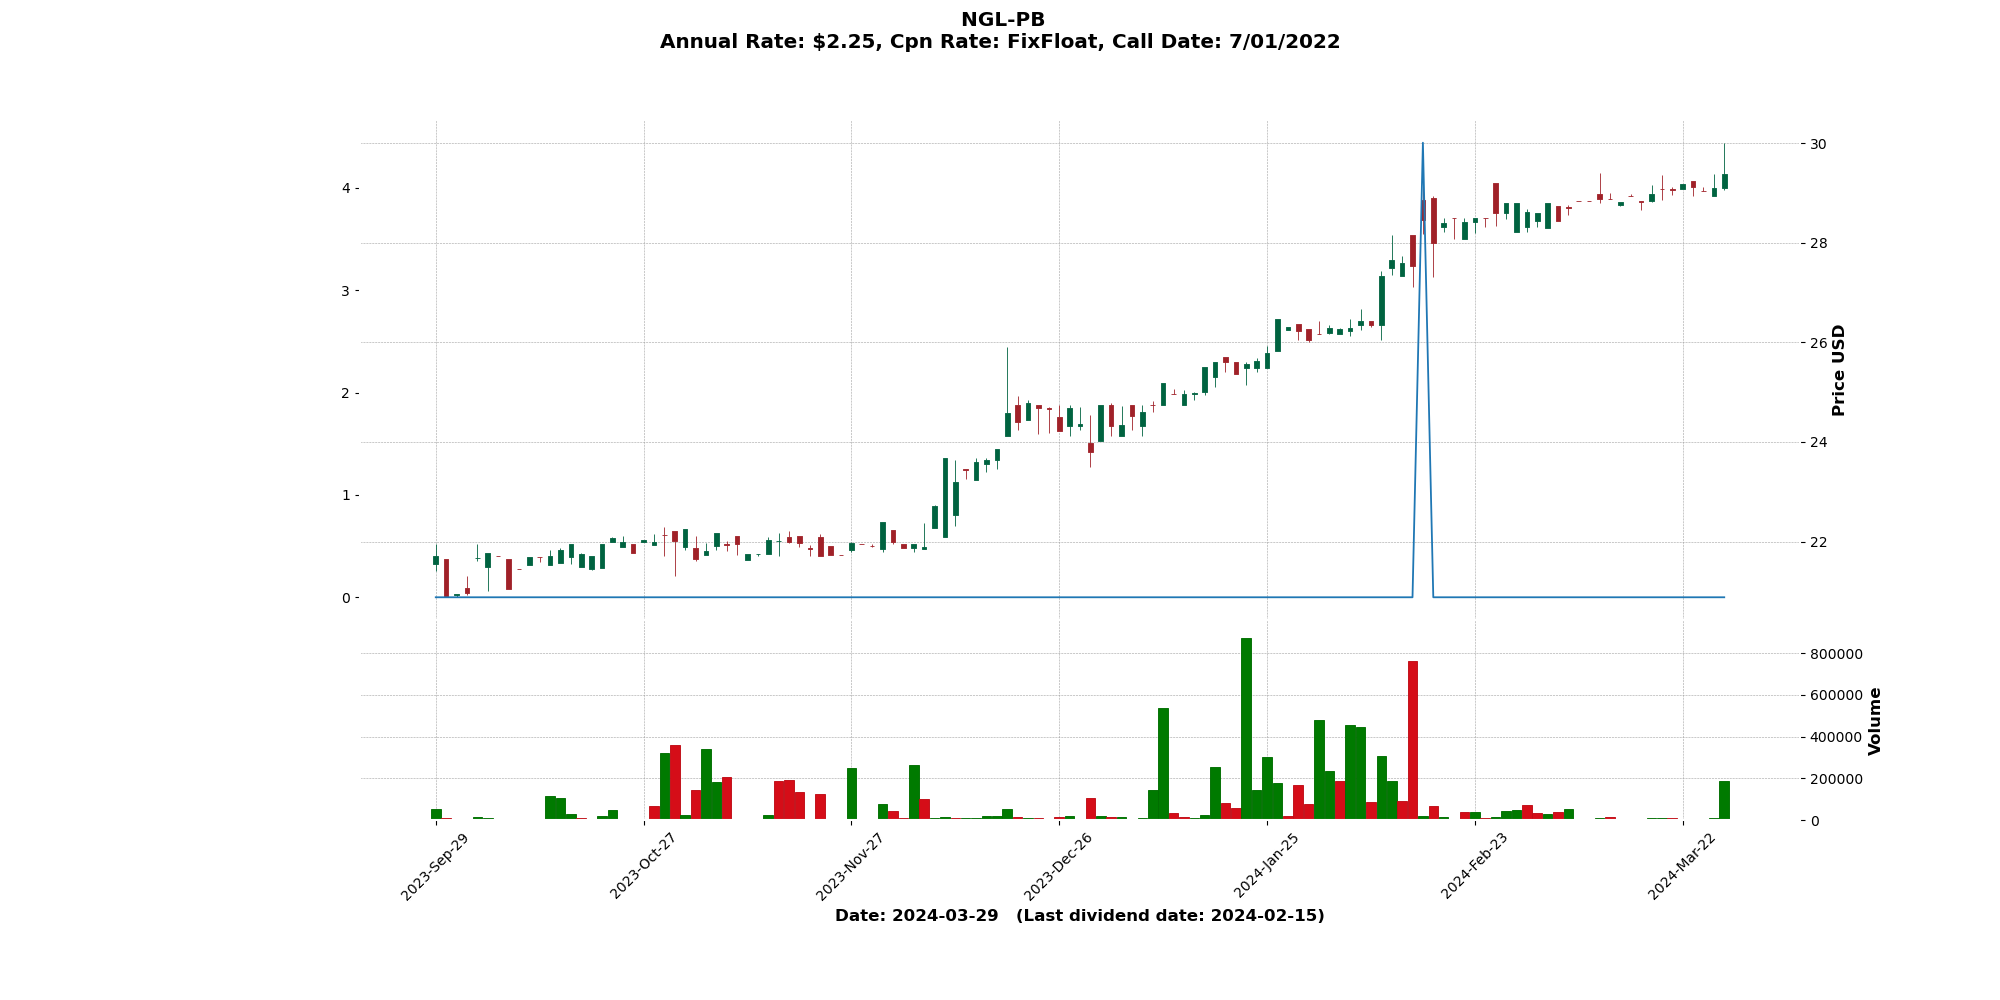 NGL-PB
Annual Rate: $2.25, Cpn Rate: FixFloat, Call Date: 7/01/2022
4
3
2
1
0
30
28
26
24
22
Price USD
800000
600000
400000
200000
0
Volume
2023-Sep-29
2023-Oct-27
2023-Nov-27
2023-Dec-26
2024-Jan-25
2024-Feb-23
2024-Mar-22
Date: 2024-03-29 (Last dividend date: 2024-02-15)